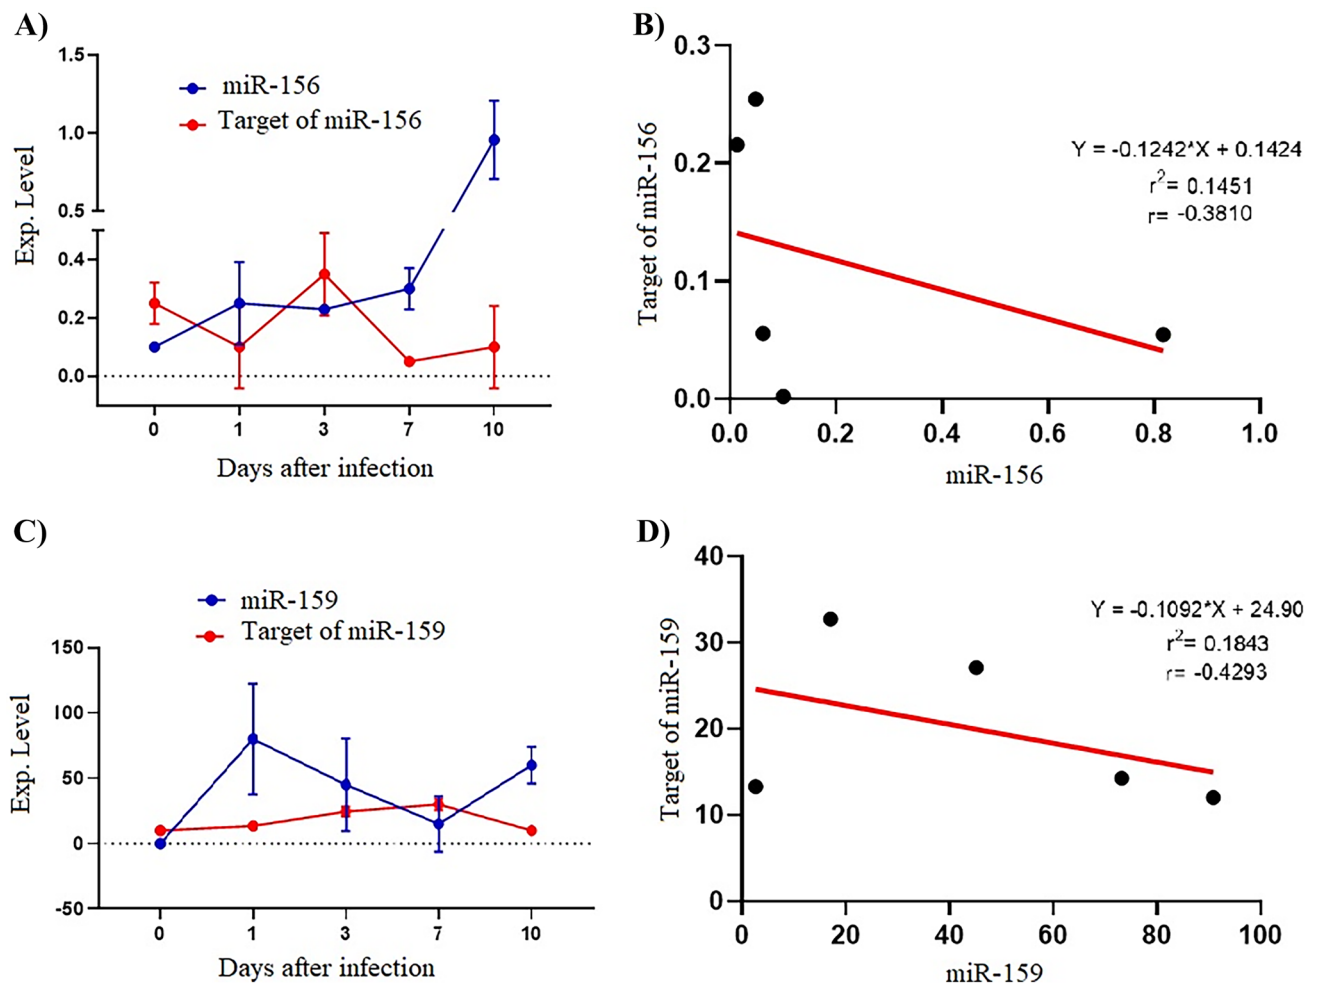 A)
1.5
1.0
0.5
0.4
0.2
0.0
Exp. Level
miR-156
Target of miR-156
0 1 3 7 10
Days after infection
B)
0.3
0.2
0.1
0.0
Target of miR-156
Y = -0.1242*X + 0.1424
r2= 0.1451
r= -0.3810
0.0 0.2 0.4 0.6 0.8 1.0
miR-156
C)
miR-159
Target of miR-159
150
100
50
0
-50
Exp. Level
0 1 3 7 10
Days after infection
D)
40
30
20
10
0
Target of miR-159
Y = -0.1092*X + 24.90
r2= 0.1843
r= -0.4293
0 20 40 60 80 100
miR-159